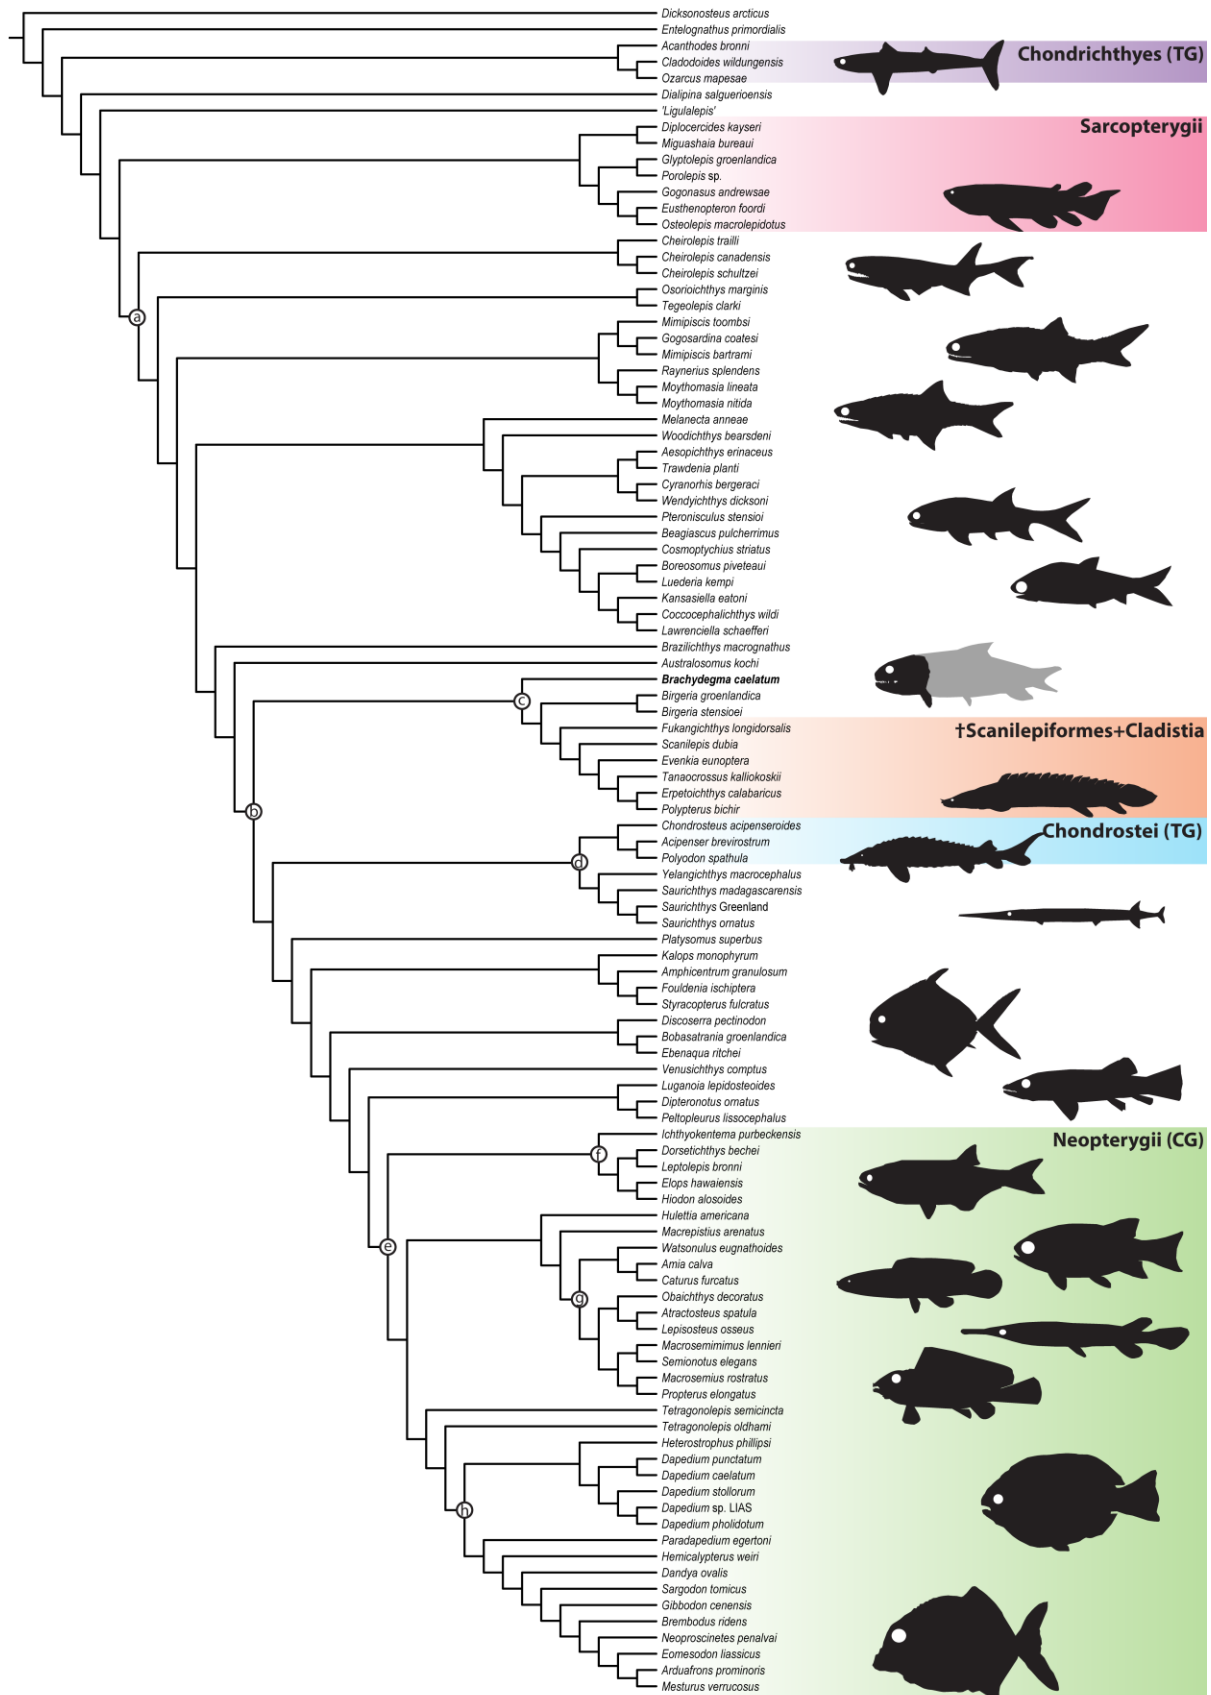 Dicksonosteus arcticus
Entelognathus primordialis
Acanthodes bronni
Chondrichthyes (TG)
Cladodoides wildungensis
Ozarcus mapesae
Dialipina salguerioensis
'Ligulalepis'
Diplocercides kayseri
Sarcopterygii
Miguashaia bureaui
Glyptolepis groenlandica
Porolepis sp.
Gogonasus andrewsae
Eusthenopteron foordi
Osteolepis macrolepidotus
Cheirolepis trailli
Cheirolepis canadensis
Cheirolepis schultzei
Osorioichthys marginis
Tegeolepis clarki
a
Mimipiscis toombsi
Gogosardina coatesi
Mimipiscis bartrami
Raynerius splendens
Moythomasia lineata
Moythomasia nitida
Melanecta anneae
Woodichthys bearsdeni
Aesopichthys erinaceus
Trawdenia planti
Cyranorhis bergeraci
Wendyichthys dicksoni
Pteronisculus stensioi
Beagiascus pulcherrimus
Cosmoptychius striatus
Boreosomus piveteaui
Luederia kempi
Kansasiella eatoni
Coccocephalichthys wildi
Lawrenciella schaefferi
Brazilichthys macrognathus
Australosomus kochi
Brachydegma caelatum
c
Birgeria groenlandica
Birgeria stensioei
Fukangichthys longidorsalis
†Scanilepiformes+Cladistia
Scanilepis dubia
Evenkia eunoptera
Tanaocrossus kalliokoskii
Erpetoichthys calabaricus
Polypterus bichir
b
Chondrosteus acipenseroides
Chondrostei (TG)
Acipenser brevirostrum
Polyodon spathula
d
Yelangichthys macrocephalus
Saurichthys madagascarensis
Saurichthys Greenland
Saurichthys ornatus
Platysomus superbus
Kalops monophyrum
Amphicentrum granulosum
Fouldenia ischiptera
Styracopterus fulcratus
Discoserra pectinodon
Bobasatrania groenlandica
Ebenaqua ritchei
Venusichthys comptus
Luganoia lepidosteoides
Dipteronotus ornatus
Peltopleurus lissocephalus
Ichthyokentema purbeckensis
Neopterygii (CG)
f
Dorsetichthys bechei
Leptolepis bronni
Elops hawaiensis
Hiodon alosoides
Hulettia americana
Macrepistius arenatus
e
Watsonulus eugnathoides
Amia calva
Caturus furcatus
g
Obaichthys decoratus
Atractosteus spatula
Lepisosteus osseus
Macrosemimimus lennieri
Semionotus elegans
Macrosemius rostratus
Propterus elongatus
Tetragonolepis semicincta
Tetragonolepis oldhami
Heterostrophus phillipsi
Dapedium punctatum
Dapedium caelatum
Dapedium stollorum
h
Dapedium sp. LIAS
Dapedium pholidotum
Paradapedium egertoni
Hemicalypterus weiri
Dandya ovalis
Sargodon tomicus
Gibbodon cenensis
Brembodus ridens
Neoproscinetes penalvai
Eomesodon liassicus
Arduafrons prominoris
Mesturus verrucosus